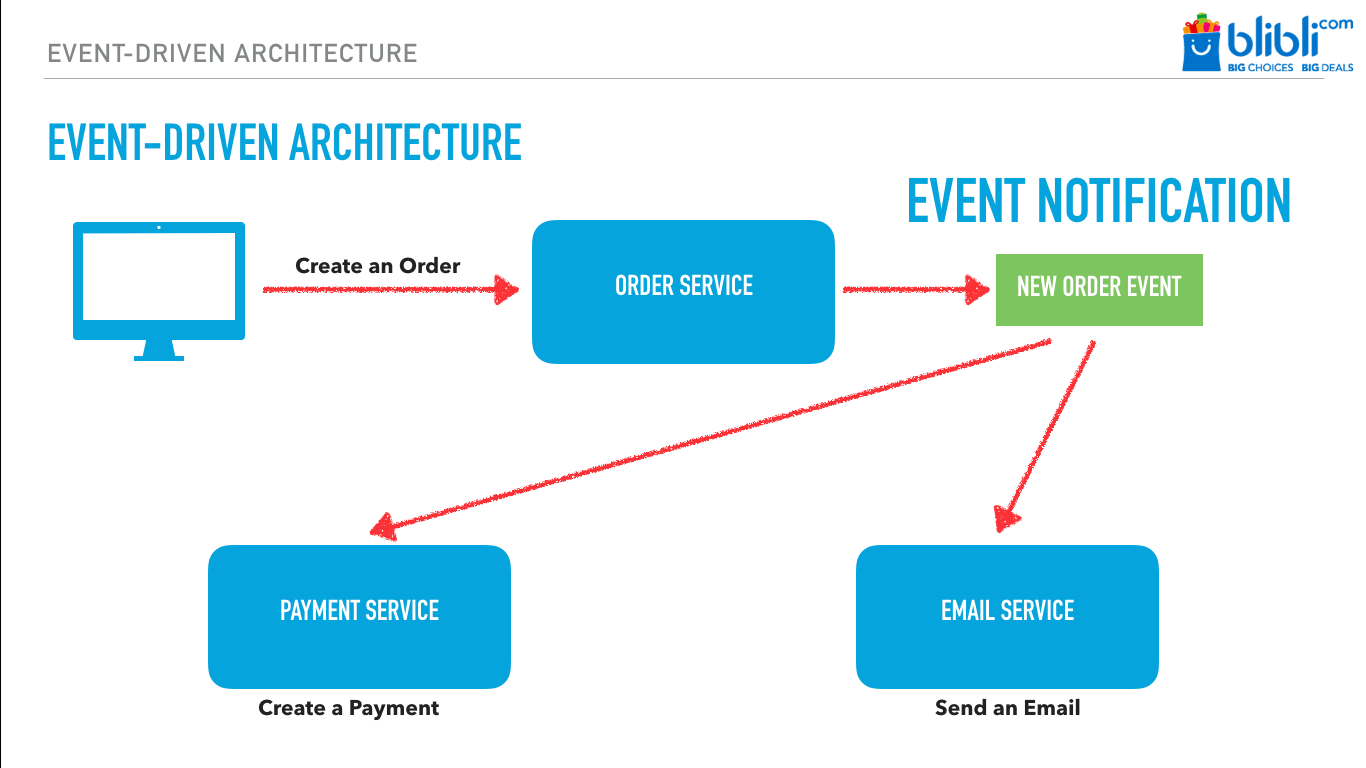 EVENT-DRIVEN ARCHITECTURE
blibli.com
BIG CHOICES BIG DEALS
EVENT-DRIVEN ARCHITECTURE
EVENT NOTIFICATION
Create an Order
ORDER SERVICE
NEW ORDER EVENT
PAYMENT SERVICE
EMAIL SERVICE
Create a Payment
Send an Email